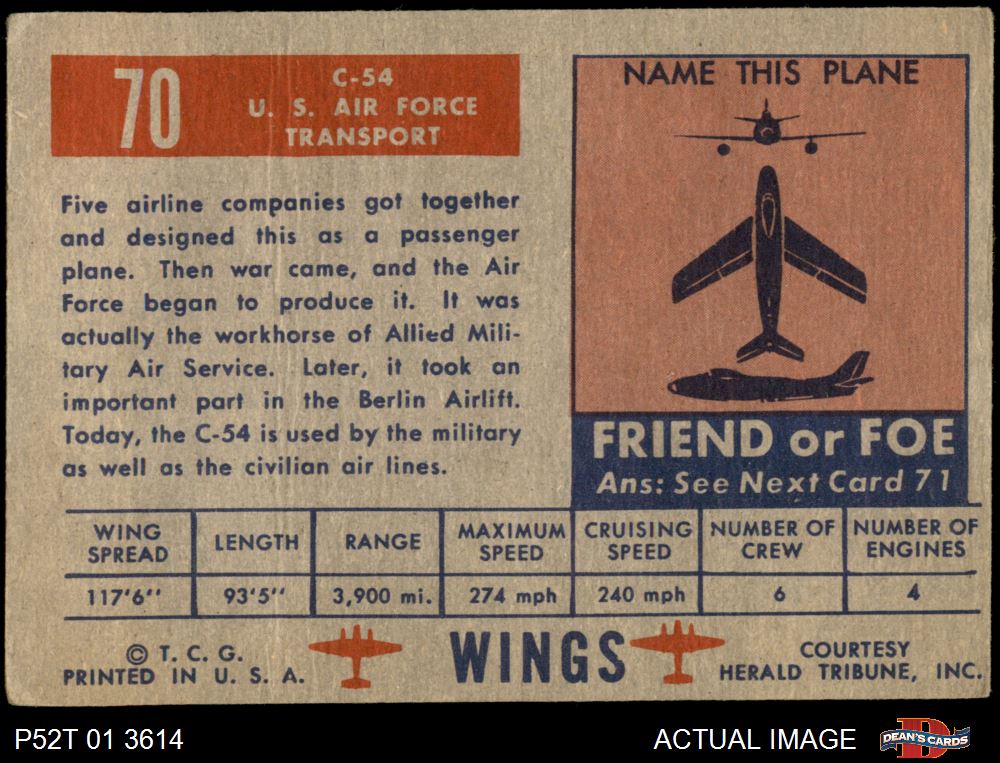 70
C-54
U. S. AIR FORCE
TRANSPORT
Five airline companies got together
and designed this as a passenger
plane. Then war came, and the Air
Force began to produce it. It was
actually the workhorse of Allied Mili-
tary Air Service. Later, it took an
important part in the Berlin Airlift.
Today, the C-54 is used by the military
as well as the civilian air lines.
NAME THIS PLANE
FRIEND or FOE
Ans: See Next Card 71
WING SPREAD LENGTH RANGE MAXIMUM SPEED CRUISING SPEED NUMBER OF CREW NUMBER OF ENGINES
117'6'' 93'5'' 3,900 mi. 274 mph 240 mph 6 4
© T. C. G.
PRINTED IN U. S. A.
WINGS
COURTESY
HERALD TRIBUNE, INC.
P52T 01 3614
ACTUAL IMAGE
D
DEAN'S CARDS